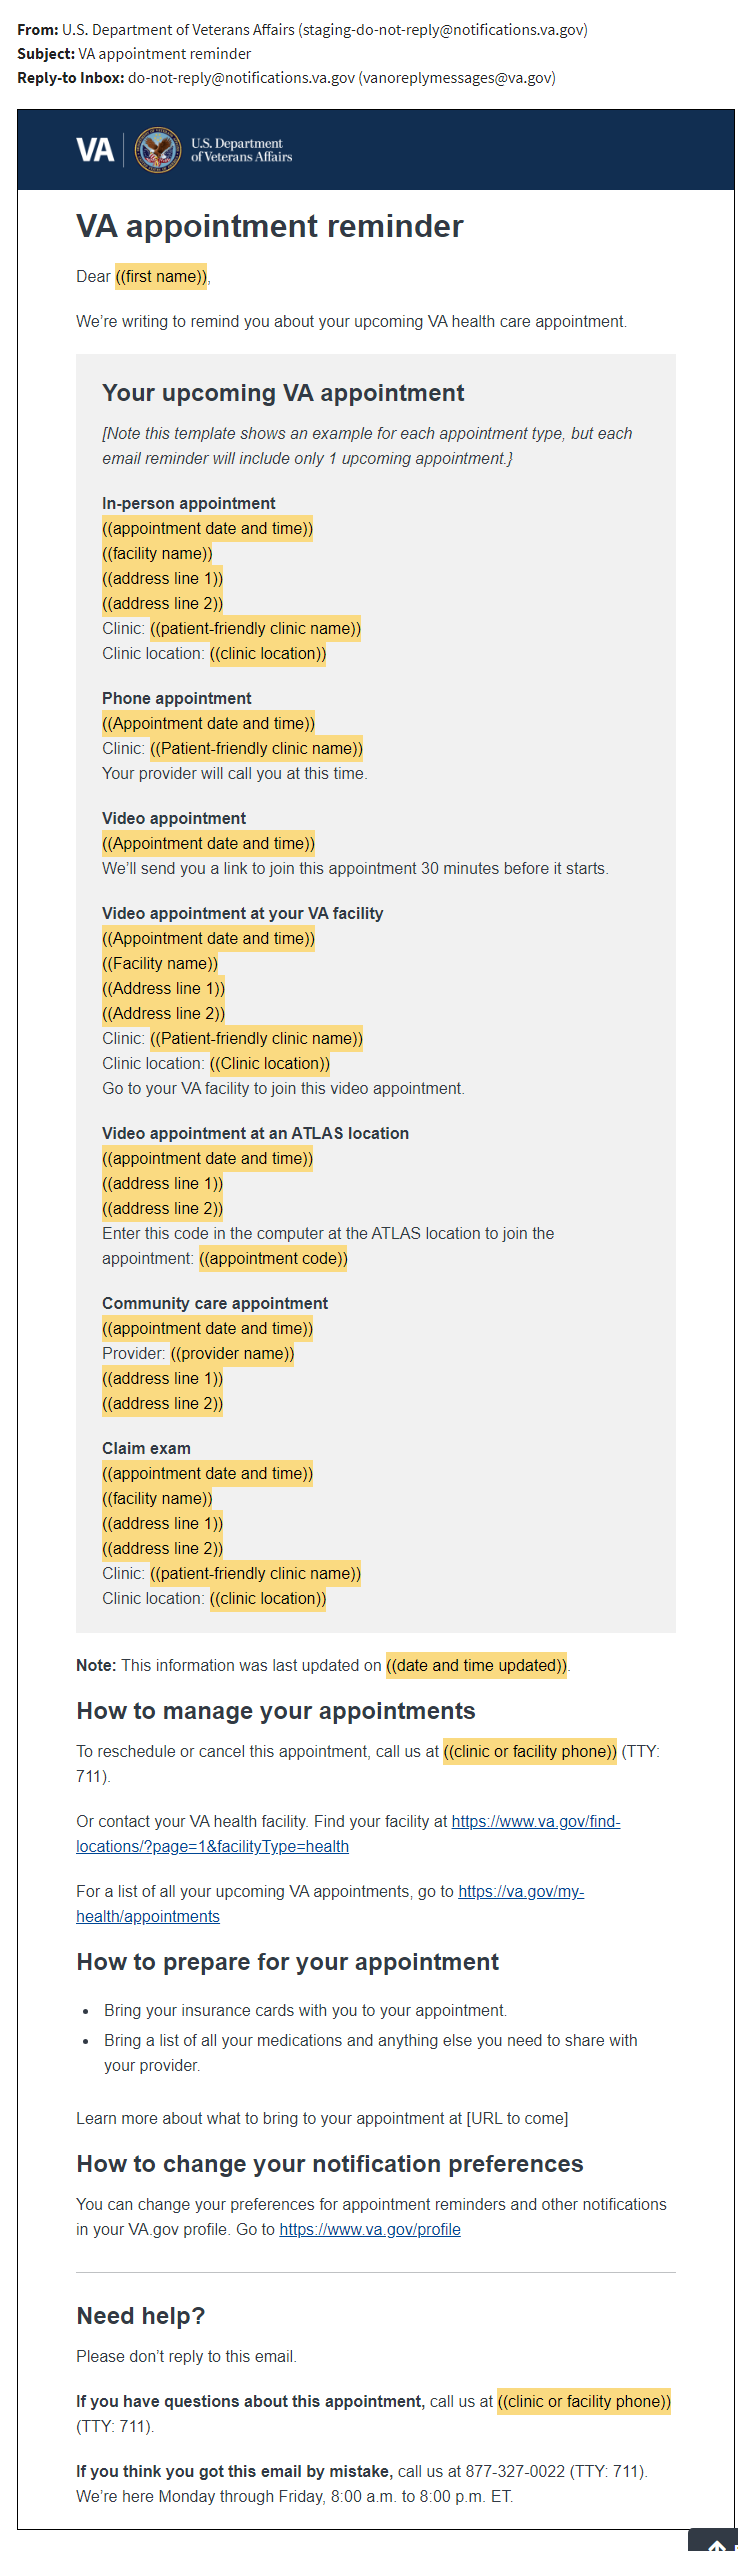 From: U.S. Department of Veterans Affairs (staging-do-not-reply@notifications.va.gov)
Subject: VA appointment reminder
Reply-to Inbox: do-not-reply@notifications.va.gov (vanoreplymessages@va.gov)
VA
U.S. Department
of Veterans Affairs
VA appointment reminder
Dear ((first name)),
We’re writing to remind you about your upcoming VA health care appointment.
Your upcoming VA appointment
[Note this template shows an example for each appointment type, but each
email reminder will include only 1 upcoming appointment.}
In-person appointment
((appointment date and time))
((facility name))
((address line 1))
((address line 2))
Clinic: ((patient-friendly clinic name))
Clinic location: ((clinic location))
Phone appointment
((Appointment date and time))
Clinic: ((Patient-friendly clinic name))
Your provider will call you at this time.
Video appointment
((Appointment date and time))
We’ll send you a link to join this appointment 30 minutes before it starts.
Video appointment at your VA facility
((Appointment date and time))
((Facility name))
((Address line 1))
((Address line 2))
Clinic: ((Patient-friendly clinic name))
Clinic location: ((Clinic location))
Go to your VA facility to join this video appointment.
Video appointment at an ATLAS location
((appointment date and time))
((address line 1))
((address line 2))
Enter this code in the computer at the ATLAS location to join the
appointment: ((appointment code))
Community care appointment
((appointment date and time))
Provider: ((provider name))
((address line 1))
((address line 2))
Claim exam
((appointment date and time))
((facility name))
((address line 1))
((address line 2))
Clinic: ((patient-friendly clinic name))
Clinic location: ((clinic location))
Note: This information was last updated on ((date and time updated)).
How to manage your appointments
To reschedule or cancel this appointment, call us at ((clinic or facility phone)) (TTY:
711).
Or contact your VA health facility. Find your facility at https://www.va.gov/find-
locations/?page=1&facilityType=health
For a list of all your upcoming VA appointments, go to https://va.gov/my-
health/appointments
How to prepare for your appointment
• Bring your insurance cards with you to your appointment.
• Bring a list of all your medications and anything else you need to share with
your provider.
Learn more about what to bring to your appointment at [URL to come]
How to change your notification preferences
You can change your preferences for appointment reminders and other notifications
in your VA.gov profile. Go to https://www.va.gov/profile
Need help?
Please don’t reply to this email.
If you have questions about this appointment, call us at ((clinic or facility phone))
(TTY: 711).
If you think you got this email by mistake, call us at 877-327-0022 (TTY: 711).
We’re here Monday through Friday, 8:00 a.m. to 8:00 p.m. ET.